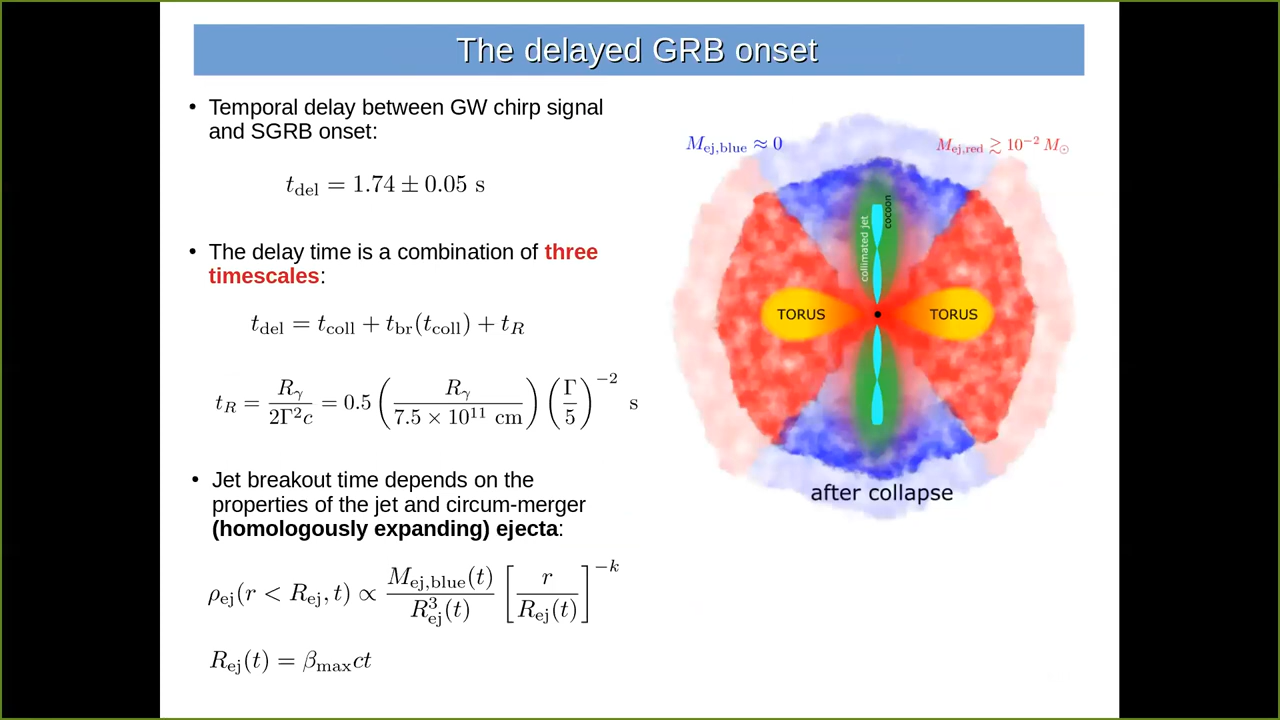 The delayed GRB onset
• Temporal delay between GW chirp signal
and SGRB onset:
t_del = 1.74 ± 0.05 s
• The delay time is a combination of three
timescales:
t_del = t_coll + t_br(t_coll) + t_R
t_R = R_γ / (2Γ²c) = 0.5 (R_γ / (7.5 × 10¹¹ cm)) (Γ/5)⁻² s
• Jet breakout time depends on the
properties of the jet and circum-merger
(homologously expanding) ejecta:
ρ_ej(r < R_ej, t) ∝ M_ej,blue(t) / R_ej³(t) [r / R_ej(t)]^−k
R_ej(t) = β_max ct
M_ej,blue ≈ 0
M_ej,red ≳ 10⁻² M_⊙
collimated jet
cocoon
TORUS
TORUS
after collapse